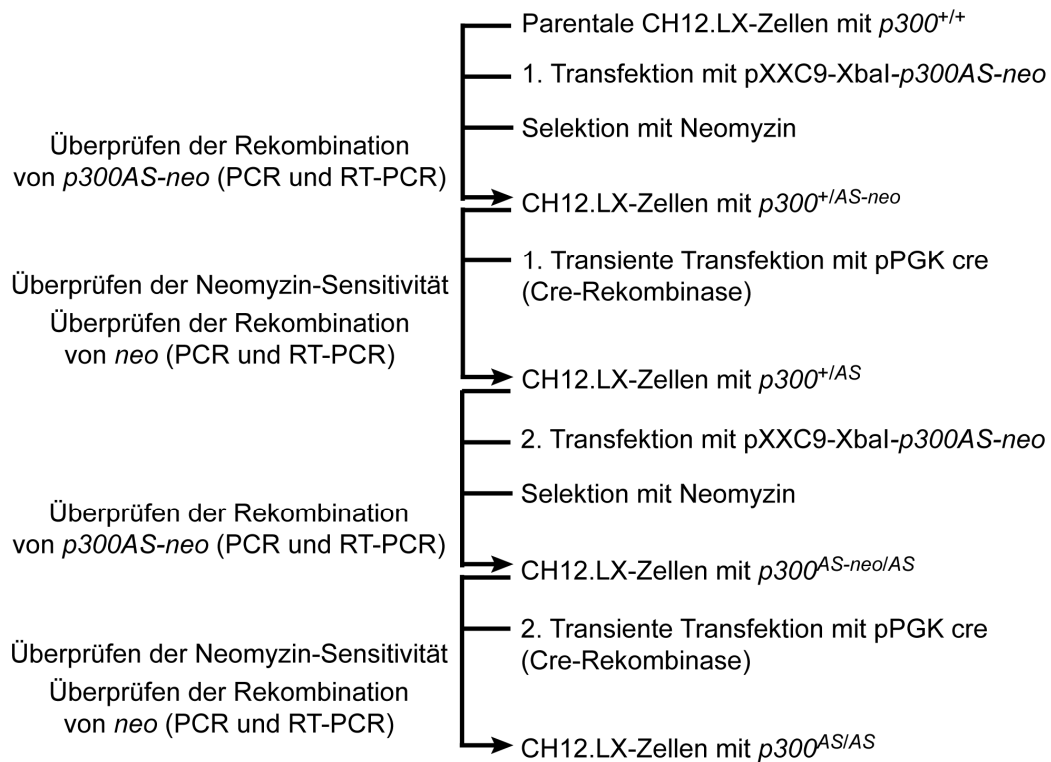 Parentale CH12.LX-Zellen mit p300+/+
1. Transfektion mit pXXC9-XbaI-p300AS-neo
Selektion mit Neomyzin
Überprüfen der Rekombination
von p300AS-neo (PCR und RT-PCR)
CH12.LX-Zellen mit p300+/AS-neo
1. Transiente Transfektion mit pPGK cre
(Cre-Rekombinase)
Überprüfen der Neomyzin-Sensitivität
Überprüfen der Rekombination
von neo (PCR und RT-PCR)
CH12.LX-Zellen mit p300+/AS
2. Transfektion mit pXXC9-XbaI-p300AS-neo
Selektion mit Neomyzin
Überprüfen der Rekombination
von p300AS-neo (PCR und RT-PCR)
CH12.LX-Zellen mit p300AS-neo/AS
2. Transiente Transfektion mit pPGK cre
(Cre-Rekombinase)
Überprüfen der Neomyzin-Sensitivität
Überprüfen der Rekombination
von neo (PCR und RT-PCR)
CH12.LX-Zellen mit p300AS/AS